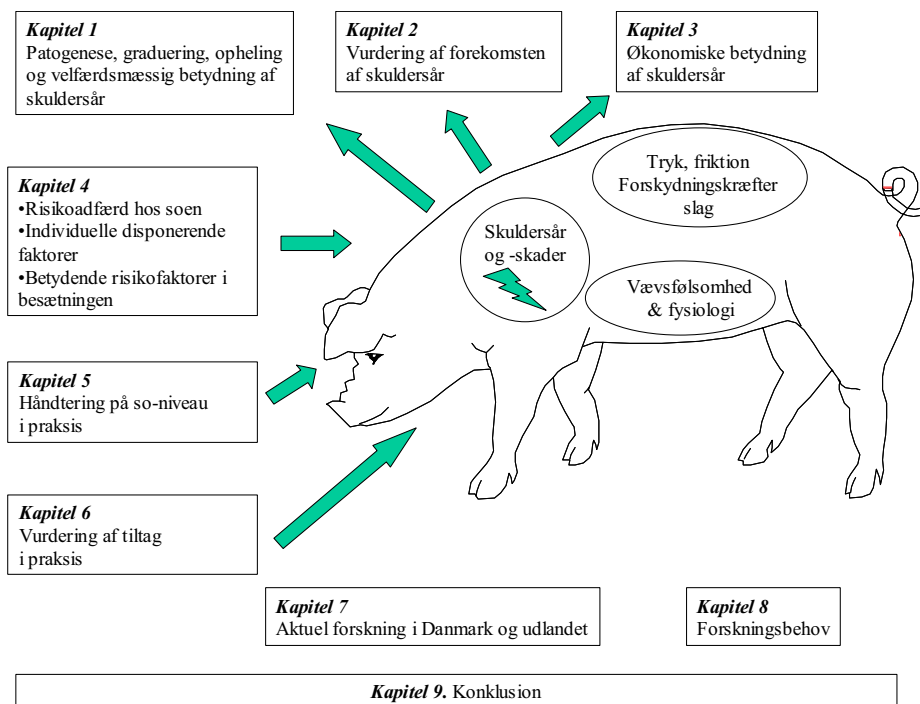 Kapitel 1
Patogenese, graduering, opheling
og velfærdsmæssig betydning af
skuldersår
Kapitel 2
Vurdering af forekomsten
af skuldersår
Kapitel 3
Økonomiske betydning
af skuldersår
Kapitel 4
•Risikoadfærd hos soen
•Individuelle disponerende
faktorer
•Betydende risikofaktorer i
besætningen
Skuldersår
og -skader
Tryk, friktion
Forskydningskræfter
slag
Vævsfølsomhed
& fysiologi
Kapitel 5
Håndtering på so-niveau
i praksis
Kapitel 6
Vurdering af tiltag
i praksis
Kapitel 7
Aktuel forskning i Danmark og udlandet
Kapitel 8
Forskningsbehov
Kapitel 9. Konklusion